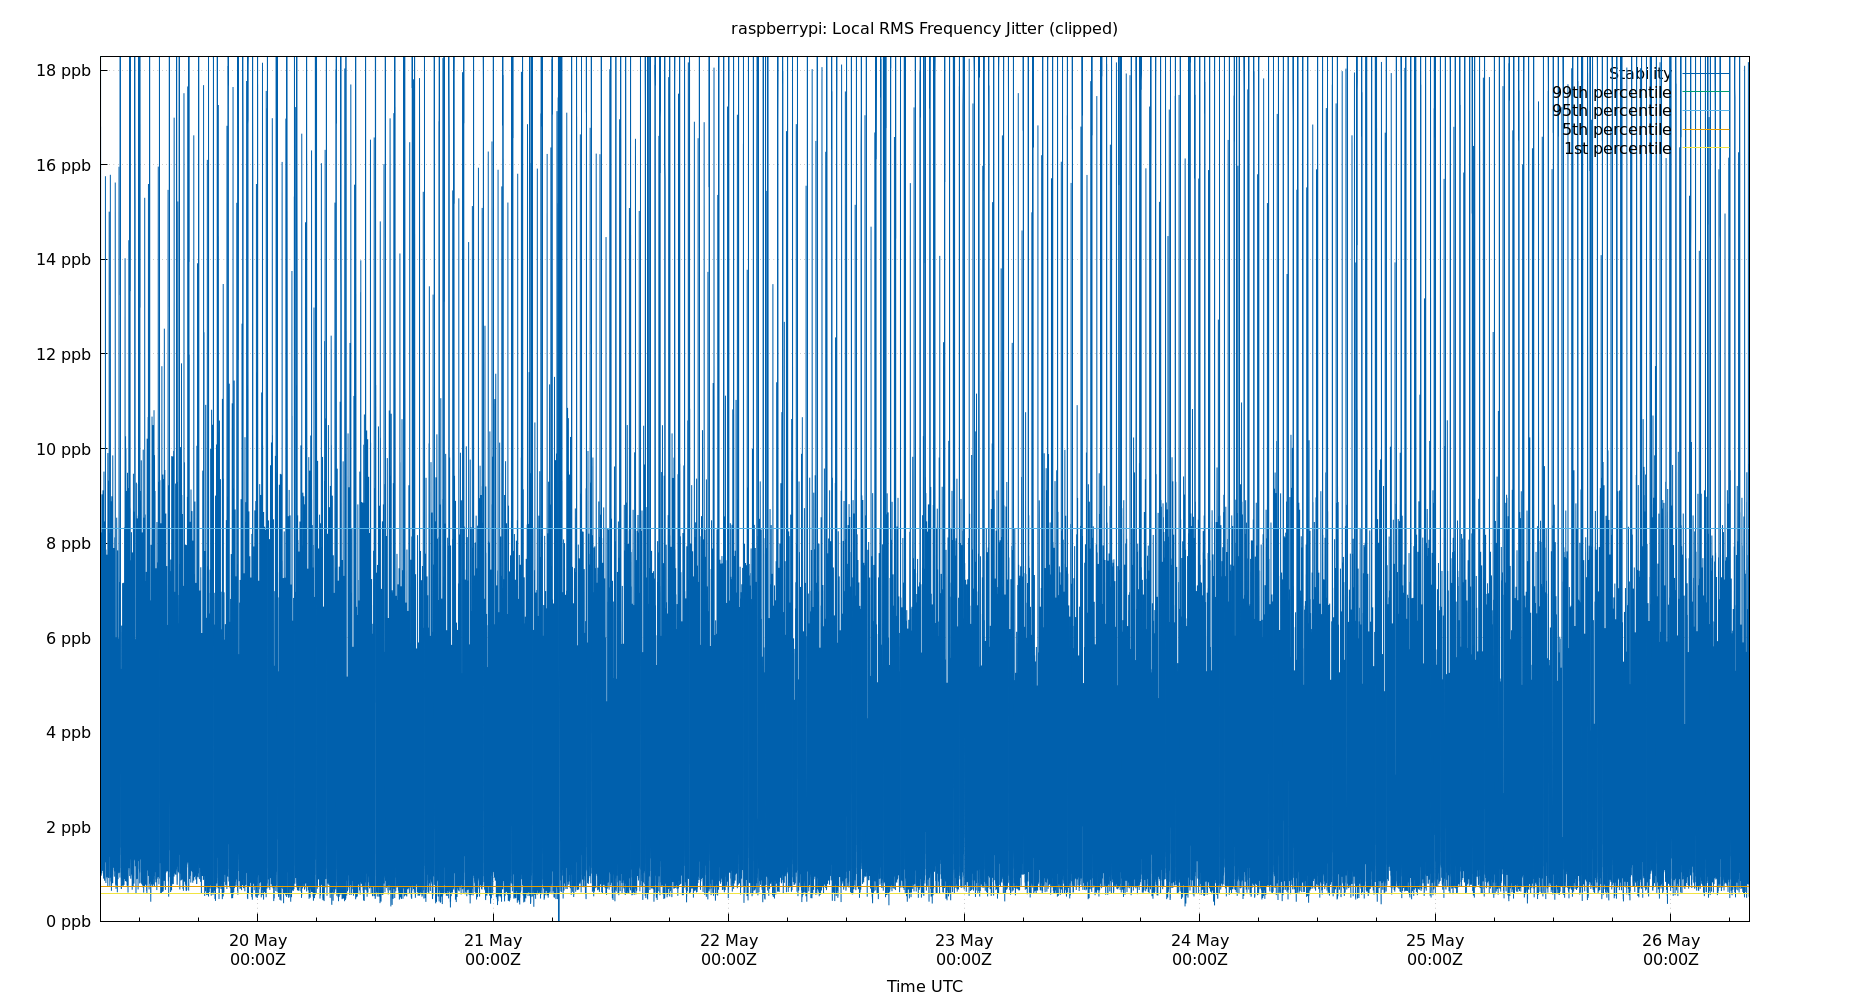 raspberrypi: Local RMS Frequency Jitter (clipped)
18 ppb
16 ppb
14 ppb
12 ppb
10 ppb
8 ppb
6 ppb
4 ppb
2 ppb
0 ppb
Stability
99th percentile
95th percentile
5th percentile
1st percentile
20 May
00:00Z
21 May
00:00Z
22 May
00:00Z
23 May
00:00Z
24 May
00:00Z
25 May
00:00Z
26 May
00:00Z
Time UTC